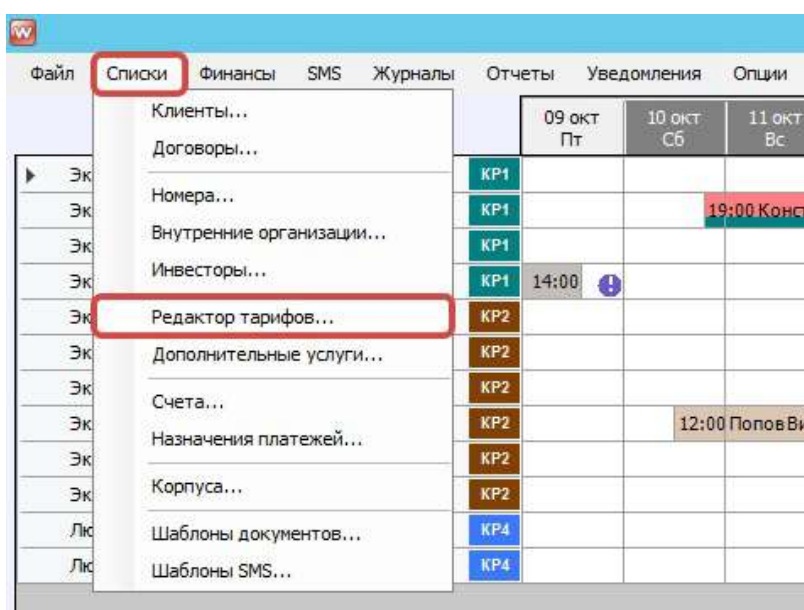 W
Файл Списки Финансы SMS Журналы Отчеты Уведомления Опции
Клиенты...
Договоры...
Номера...
Внутренние организации...
Инвесторы...
Редактор тарифов...
Дополнительные услуги...
Счета...
Назначения платежей...
Корпуса...
Шаблоны документов...
Шаблоны SMS...
09 окт
Пт
10 окт
Сб
11 окт
Вс
Эк KP1
Эк KP1 19:00 Конст
Эк KP1
Эк KP1 14:00 !
Эк KP2
Эк KP2
Эк KP2
Эк KP2 12:00 Попов Ви
Эк KP2
Эк KP2
Лю KP4
Лю KP4